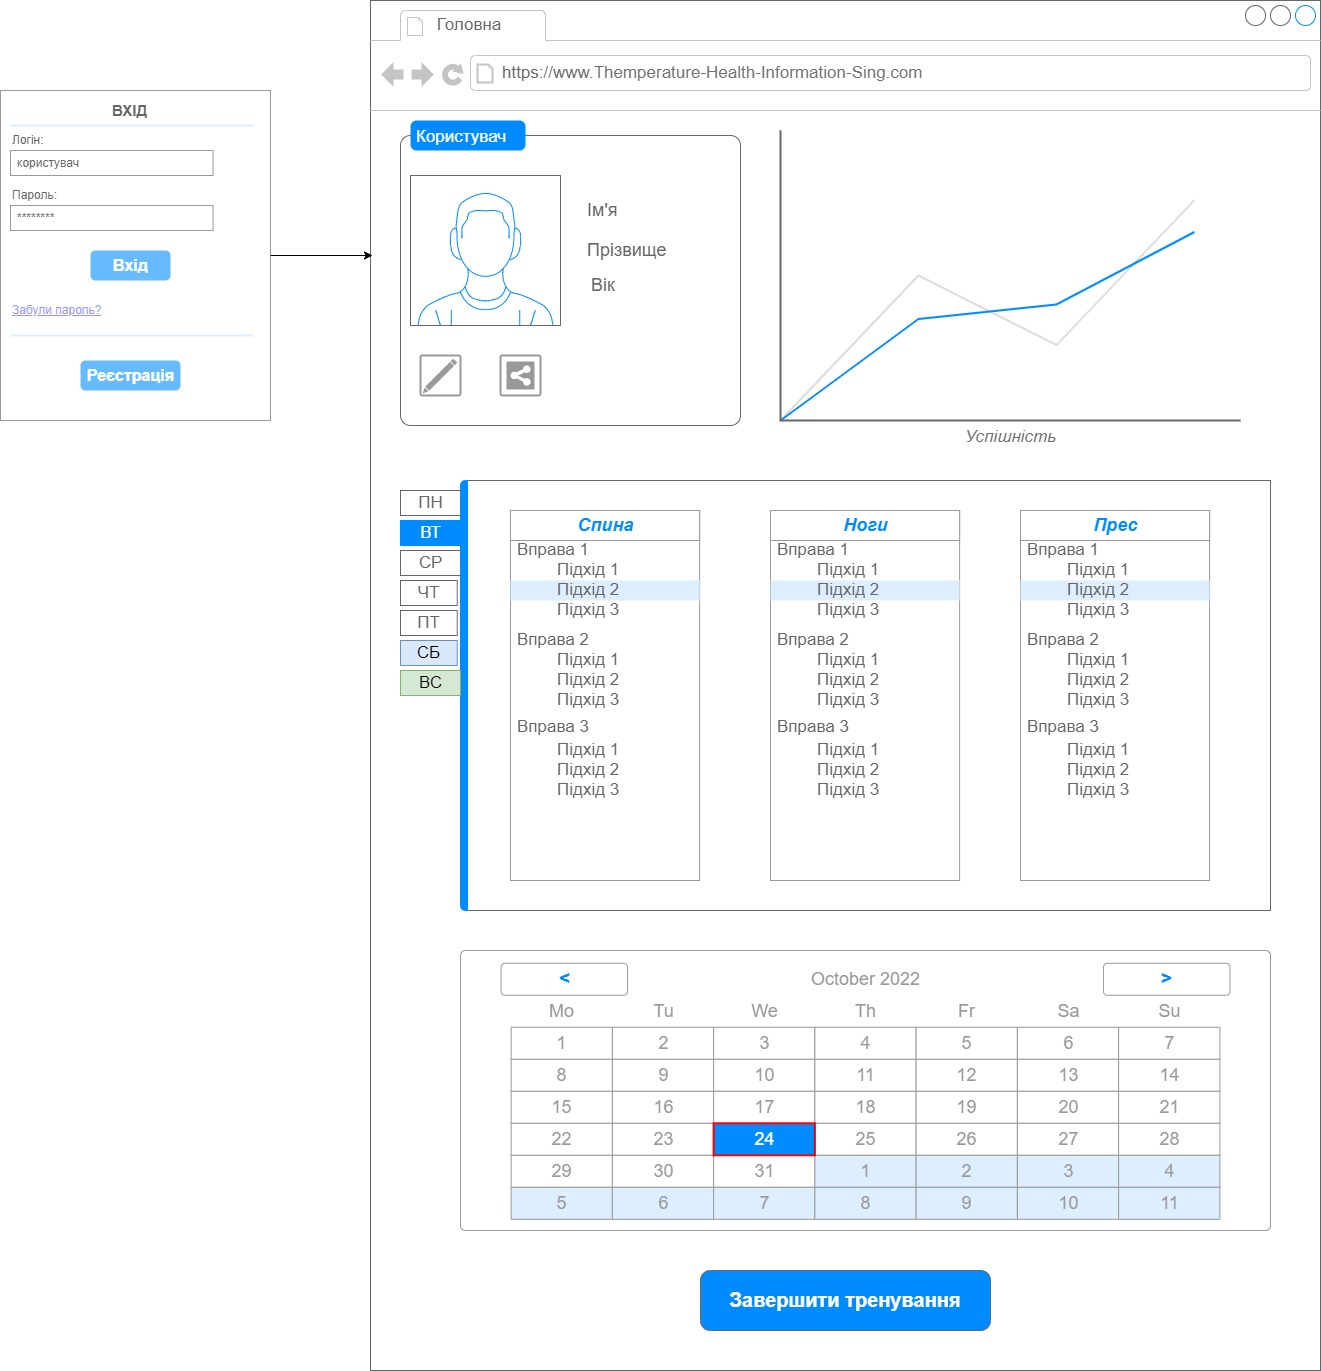 ВХІД
Логін:
користувач
Пароль:
********
Вхід
Забули пароль?
Реєстрація
Головна
https://www.Themperature-Health-Information-Sing.com
Користувач
Ім'я
Прізвище
Вік
Успішність
ПН
ВТ
СР
ЧТ
ПТ
СБ
ВС
Спина
Вправа 1
Підхід 1
Підхід 2
Підхід 3
Вправа 2
Підхід 1
Підхід 2
Підхід 3
Вправа 3
Підхід 1
Підхід 2
Підхід 3
Ноги
Вправа 1
Підхід 1
Підхід 2
Підхід 3
Вправа 2
Підхід 1
Підхід 2
Підхід 3
Вправа 3
Підхід 1
Підхід 2
Підхід 3
Прес
Вправа 1
Підхід 1
Підхід 2
Підхід 3
Вправа 2
Підхід 1
Підхід 2
Підхід 3
Вправа 3
Підхід 1
Підхід 2
Підхід 3
< October 2022 >
Mo Tu We Th Fr Sa Su
1 2 3 4 5 6 7
8 9 10 11 12 13 14
15 16 17 18 19 20 21
22 23 24 25 26 27 28
29 30 31 1 2 3 4
5 6 7 8 9 10 11
Завершити тренування